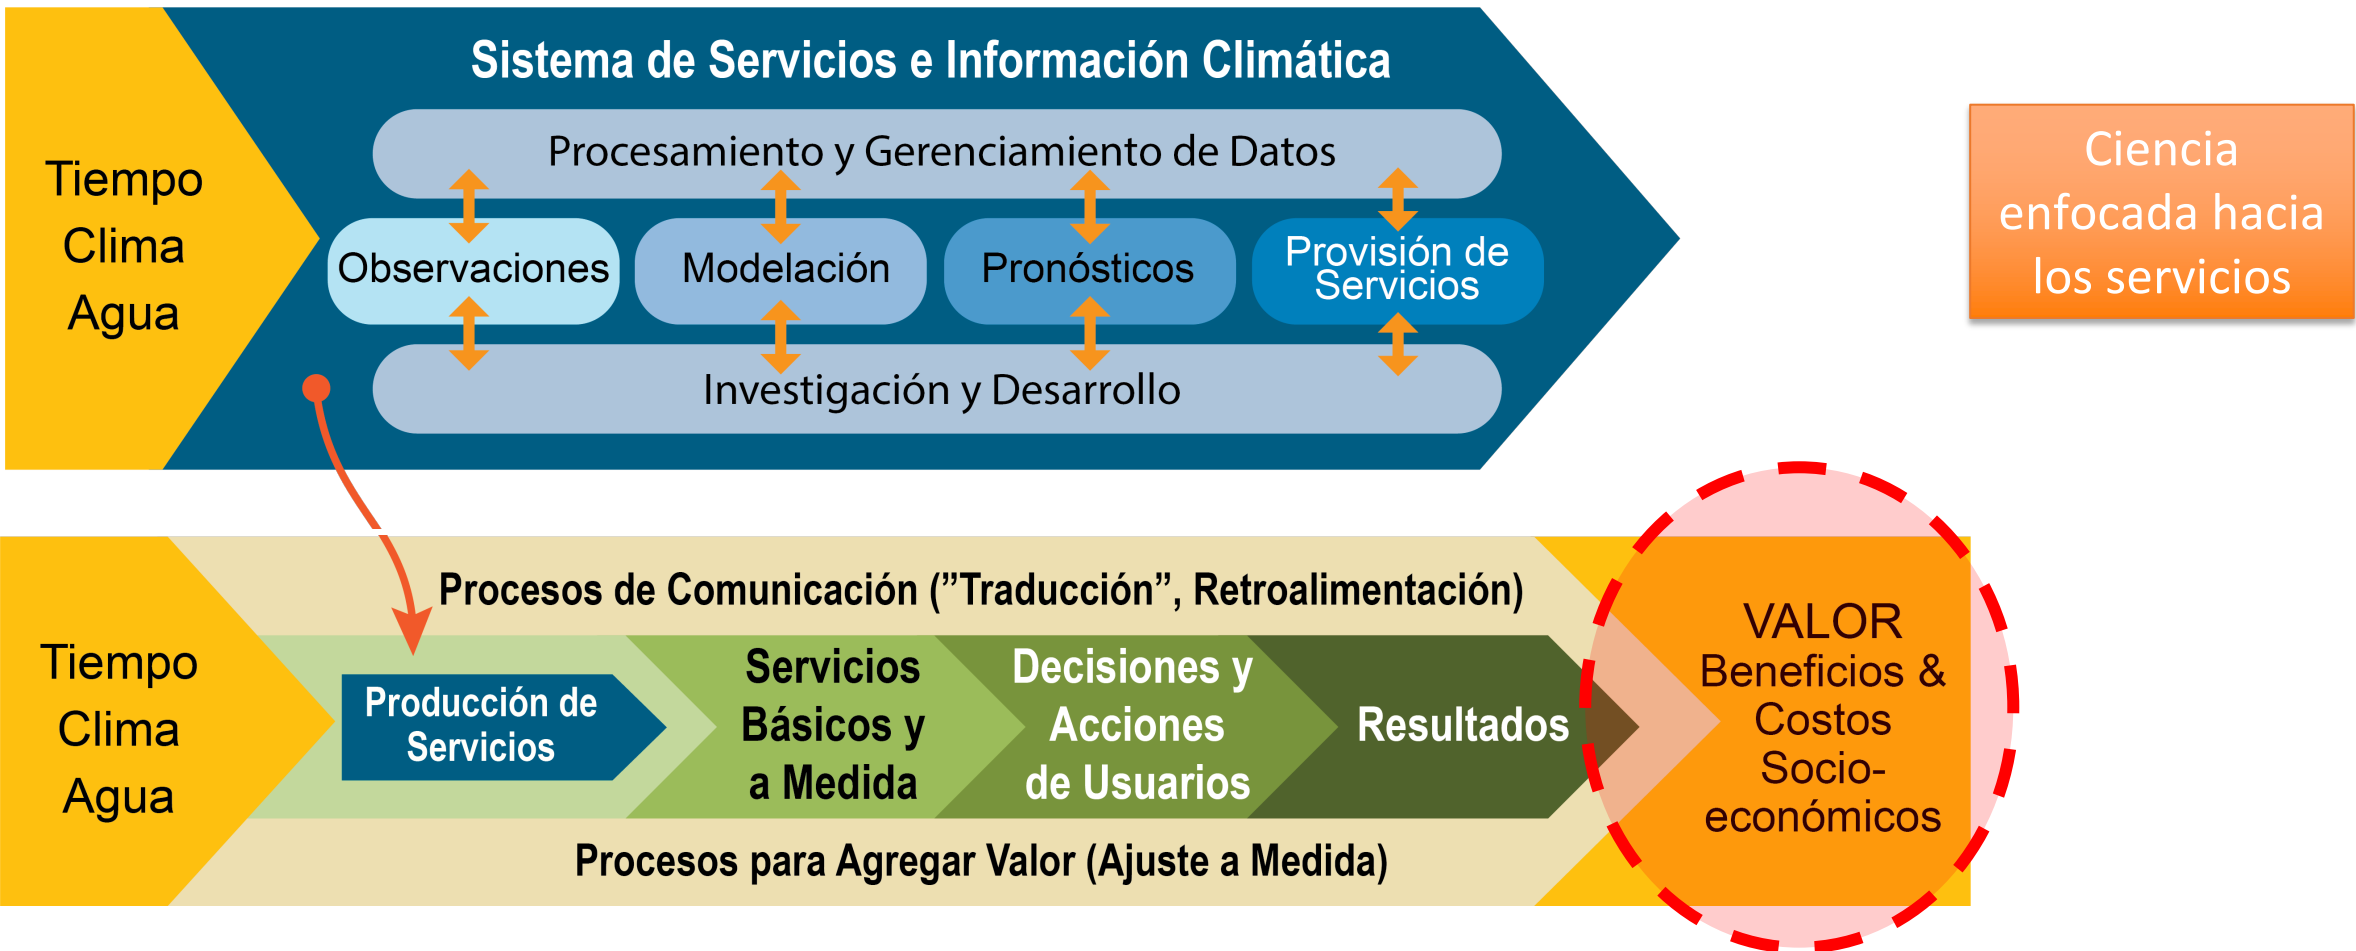 Sistema de Servicios e Información Climática
Procesamiento y Gerenciamiento de Datos
Tiempo
Clima
Agua
Observaciones
Modelación
Pronósticos
Provisión de
Servicios
Investigación y Desarrollo
Ciencia
enfocada hacia
los servicios
Procesos de Comunicación (”Traducción”, Retroalimentación)
Tiempo
Clima
Agua
Producción de
Servicios
Servicios
Básicos y
a Medida
Decisiones y
Acciones
de Usuarios
Resultados
VALOR
Beneficios &
Costos
Socio-
económicos
Procesos para Agregar Valor (Ajuste a Medida)